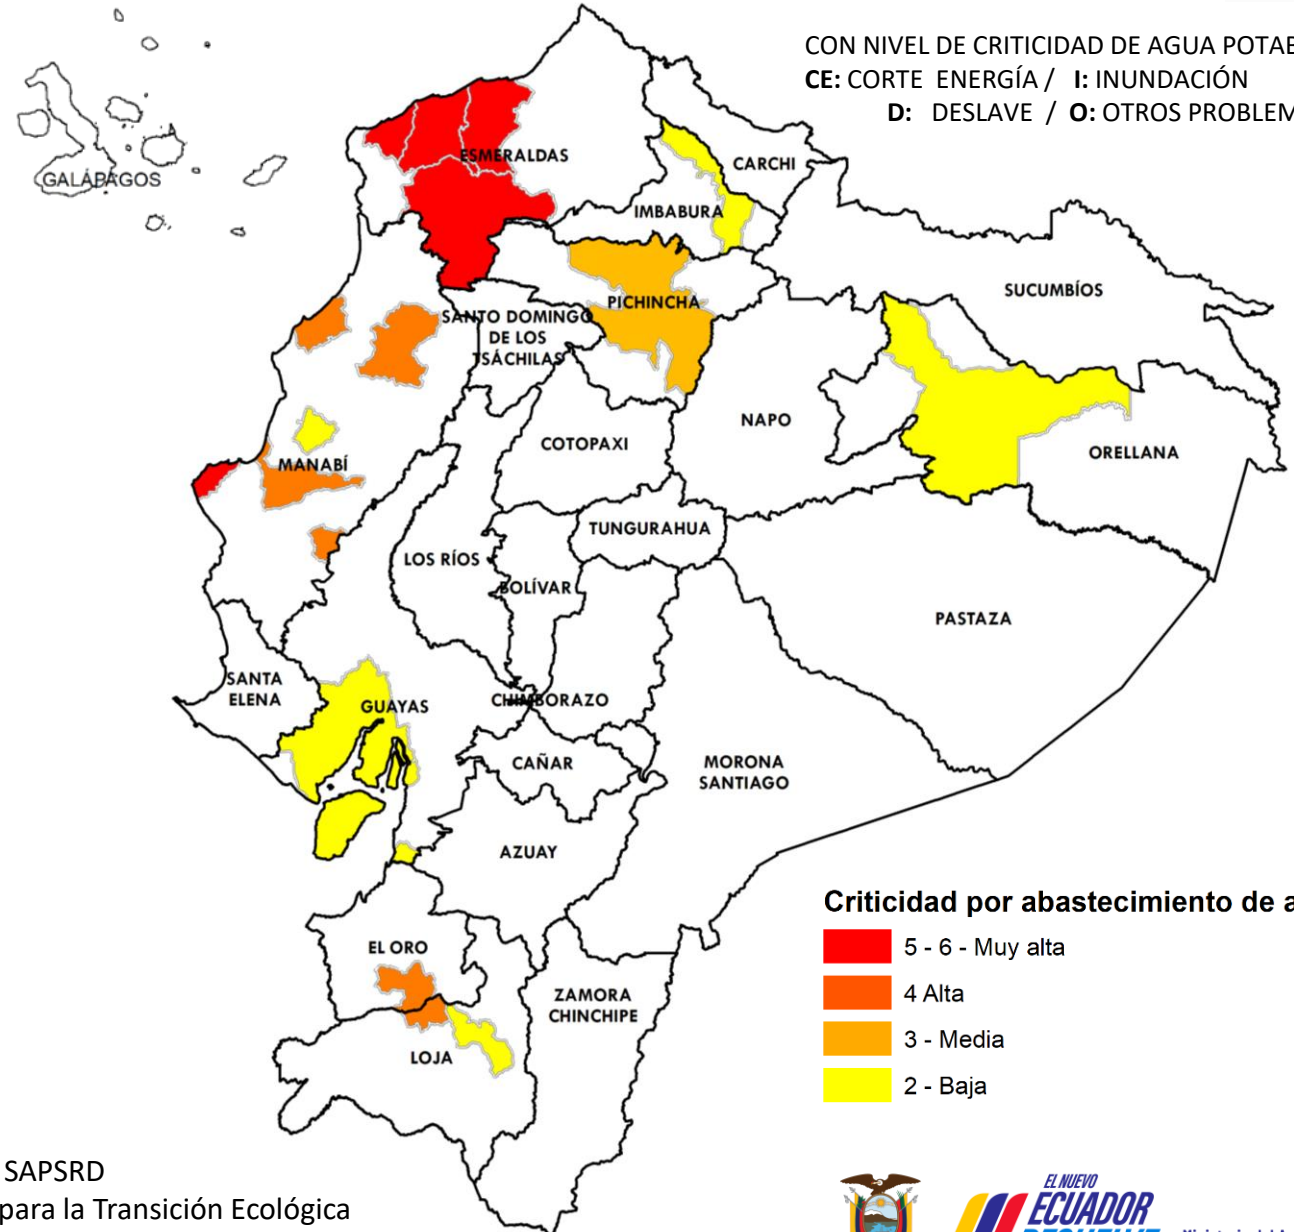 CON NIVEL DE CRITICIDAD DE AGUA
CE: CORTE ENERGÍA / I: INUNDACIÓN
D: DESLAVE / O: OTROS
GALÁPAGOS
ESMERALDAS
CARCHI
IMBABURA
SUCUMBÍOS
PICHINCHA
SANTO DOMINGO
DE LOS
TSÁCHILAS
NAPO
COTOPAXI
ORELLANA
MANABÍ
TUNGURAHUA
LOS RÍOS
BOLÍVAR
PASTAZA
SANTA
ELENA
GUAYAS
CHIMBORAZO
CAÑAR
MORONA
SANTIAGO
AZUAY
EL ORO
ZAMORA
CHINCHIPE
LOJA
Criticidad por abastecimiento de
5 - 6 - Muy alta
4 Alta
3 - Media
2 - Baja
SAPSRD
para la Transición Ecológica
EL NUEVO
ECUADOR